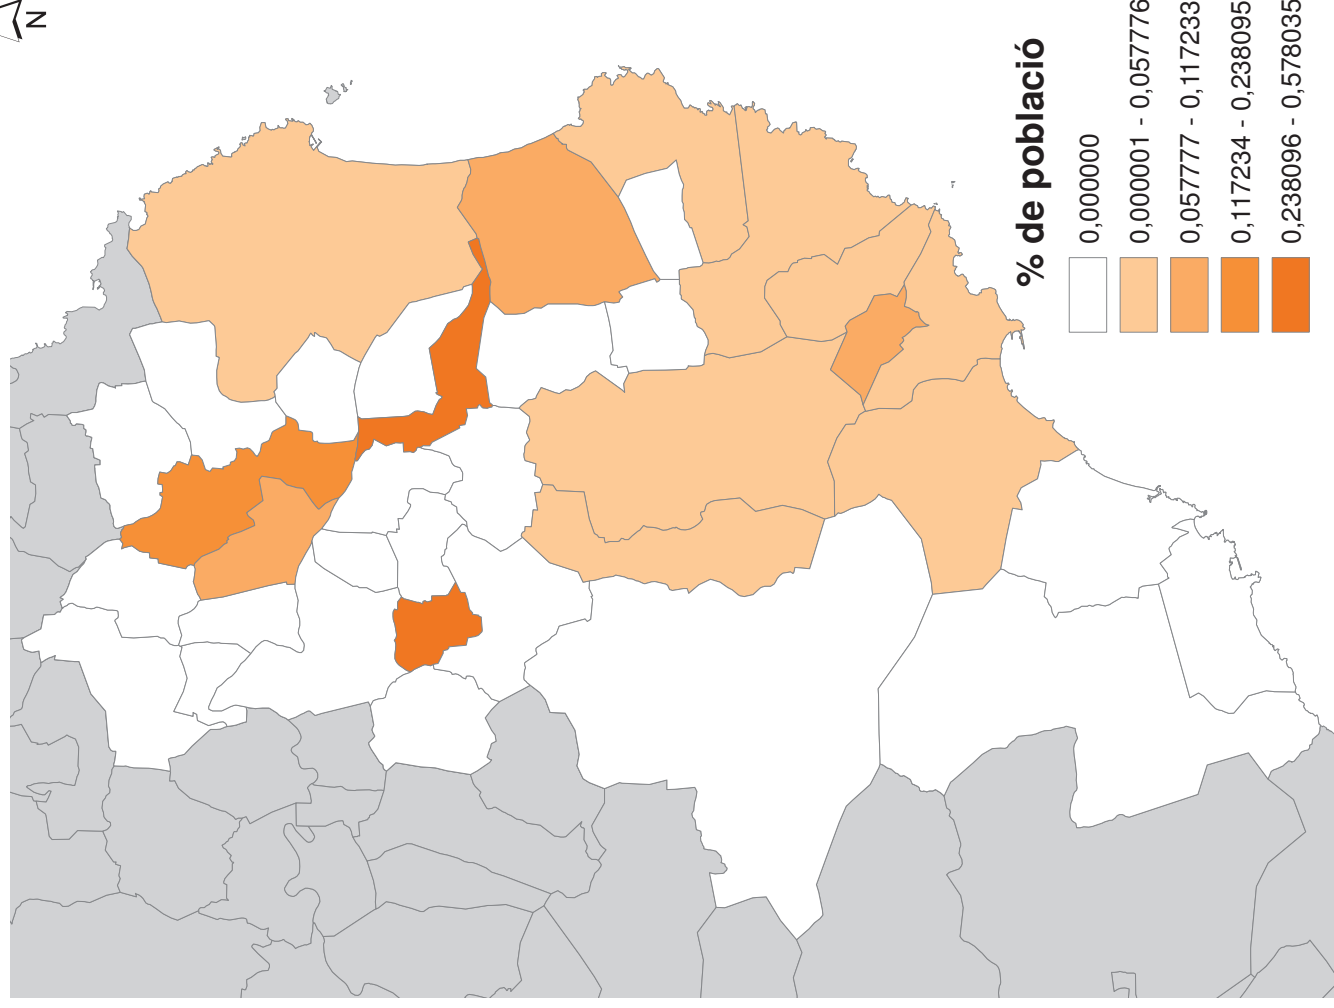 N
% de població
0,000000
0,000001 - 0,057776
0,057777 - 0,117233
0,117234 - 0,238095
0,238096 - 0,578035